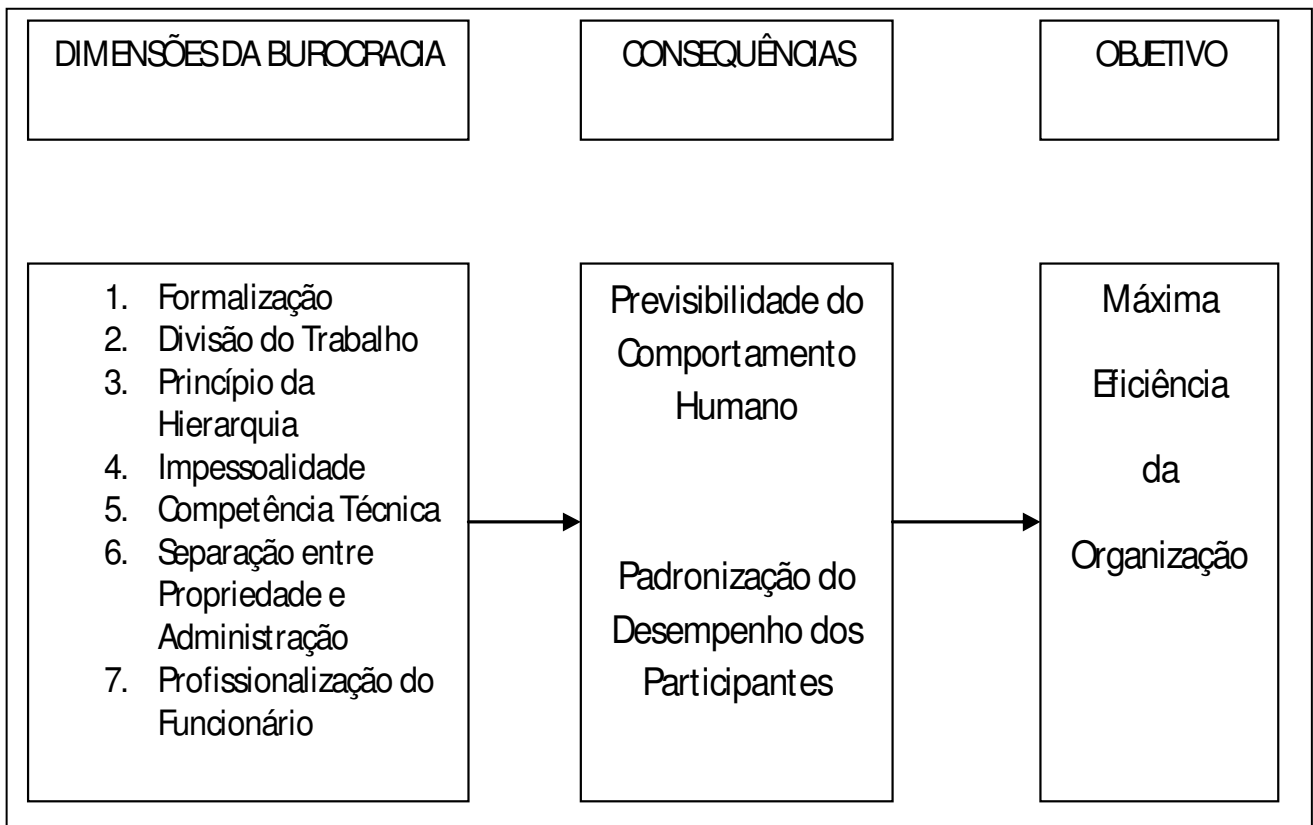 DIMENSÕES DA BUROCRACIA
CONSEQUÊNCIAS
OBJETIVO
1. Formalização
2. Divisão do Trabalho
3. Princípio da
Hierarquia
4. Impessoalidade
5. Competência Técnica
6. Separação entre
Propriedade e
Administração
7. Profissionalização do
Funcionário
Previsibilidade do
Comportamento
Humano
Padronização do
Desempenho dos
Participantes
Máxima
Eficiência
da
Organização